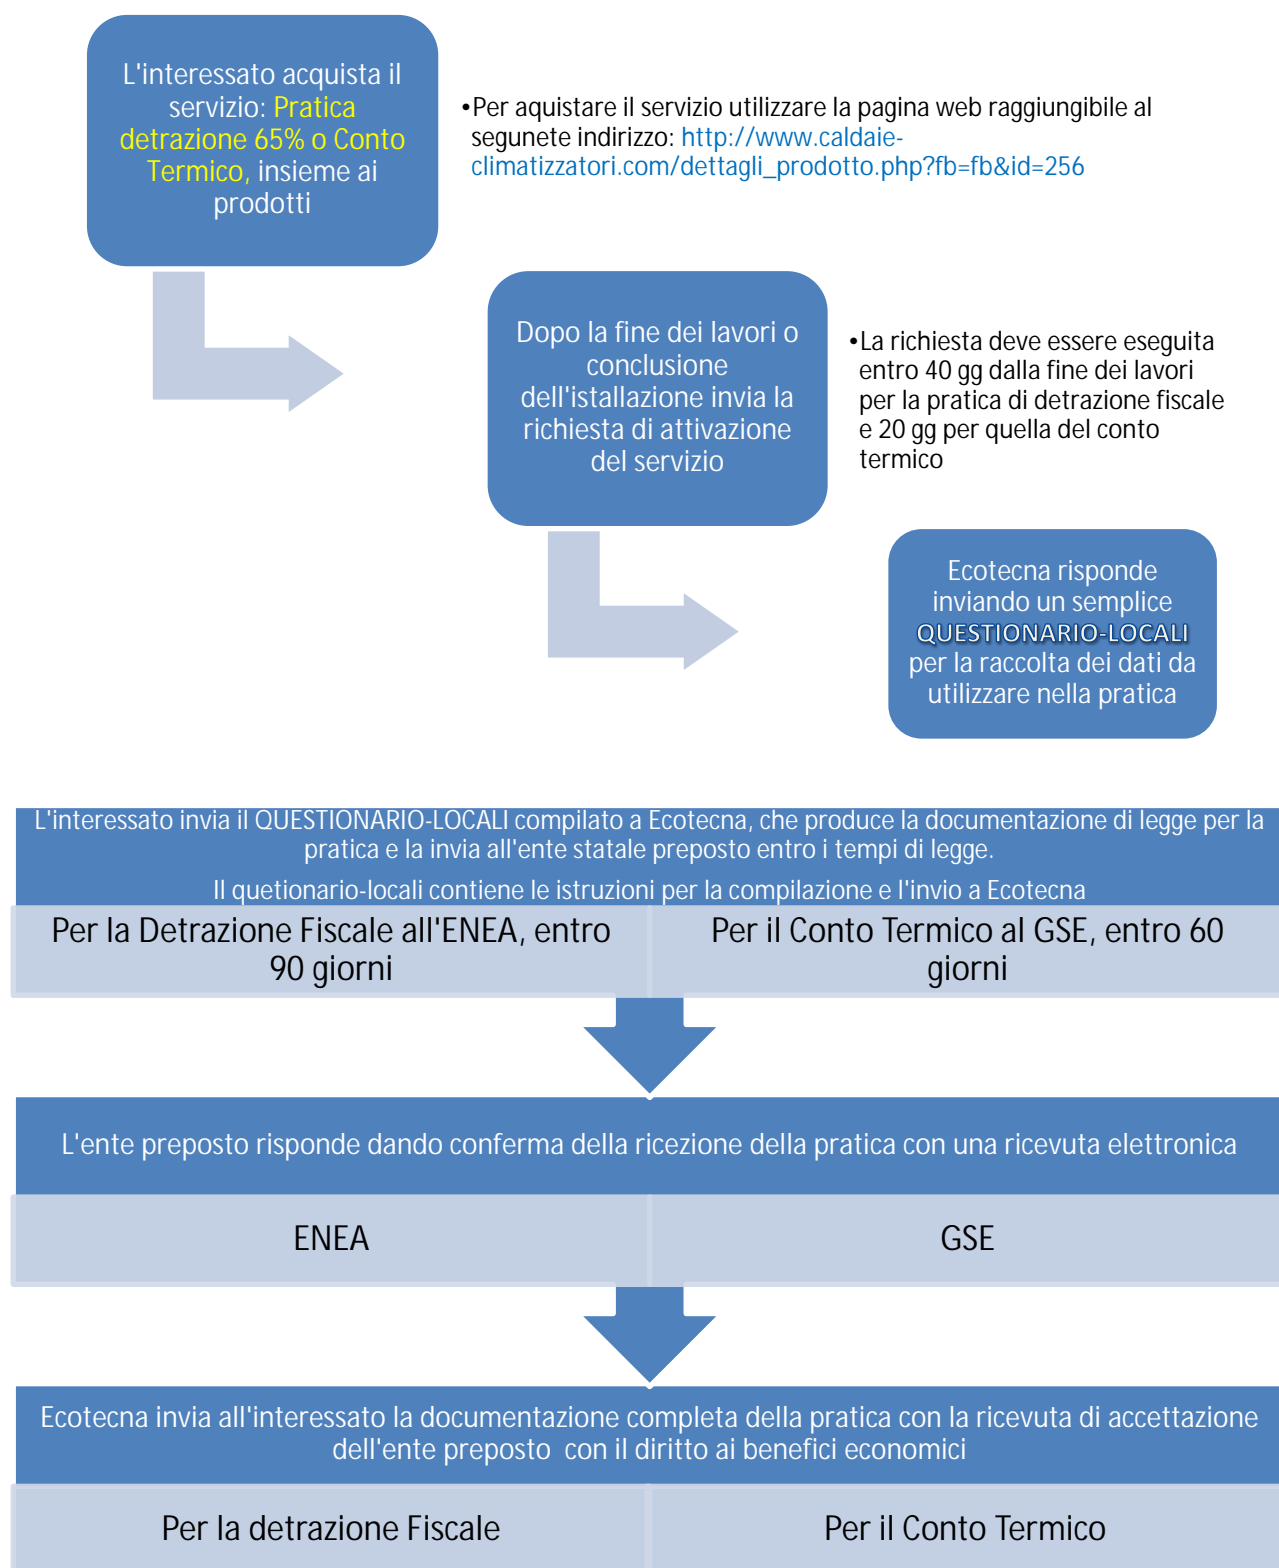 L'interessato acquista il
servizio: Pratica
detrazione 65% o Conto
Termico, insieme ai
prodotti
•Per aquistare il servizio utilizzare la pagina web raggiungibile al
segunete indirizzo: http://www.caldaie-
climatizzatori.com/dettagli_prodotto.php?fb=fb&id=256
Dopo la fine dei lavori o
conclusione
dell'istallazione invia la
richiesta di attivazione
del servizio
•La richiesta deve essere eseguita
entro 40 gg dalla fine dei lavori
per la pratica di detrazione fiscale
e 20 gg per quella del conto
termico
Ecotecna risponde
inviando un semplice
QUESTIONARIO-LOCALI
per la raccolta dei dati da
utilizzare nella pratica
L'interessato invia il QUESTIONARIO-LOCALI compilato a Ecotecna, che produce la documentazione di legge per la
pratica e la invia all'ente statale preposto entro i tempi di legge.
Il quetionario-locali contiene le istruzioni per la compilazione e l'invio a Ecotecna
Per la Detrazione Fiscale all'ENEA, entro
90 giorni
Per il Conto Termico al GSE, entro 60
giorni
L'ente preposto risponde dando conferma della ricezione della pratica con una ricevuta elettronica
ENEA
GSE
Ecotecna invia all'interessato la documentazione completa della pratica con la ricevuta di accettazione
dell'ente preposto con il diritto ai benefici economici
Per la detrazione Fiscale
Per il Conto Termico